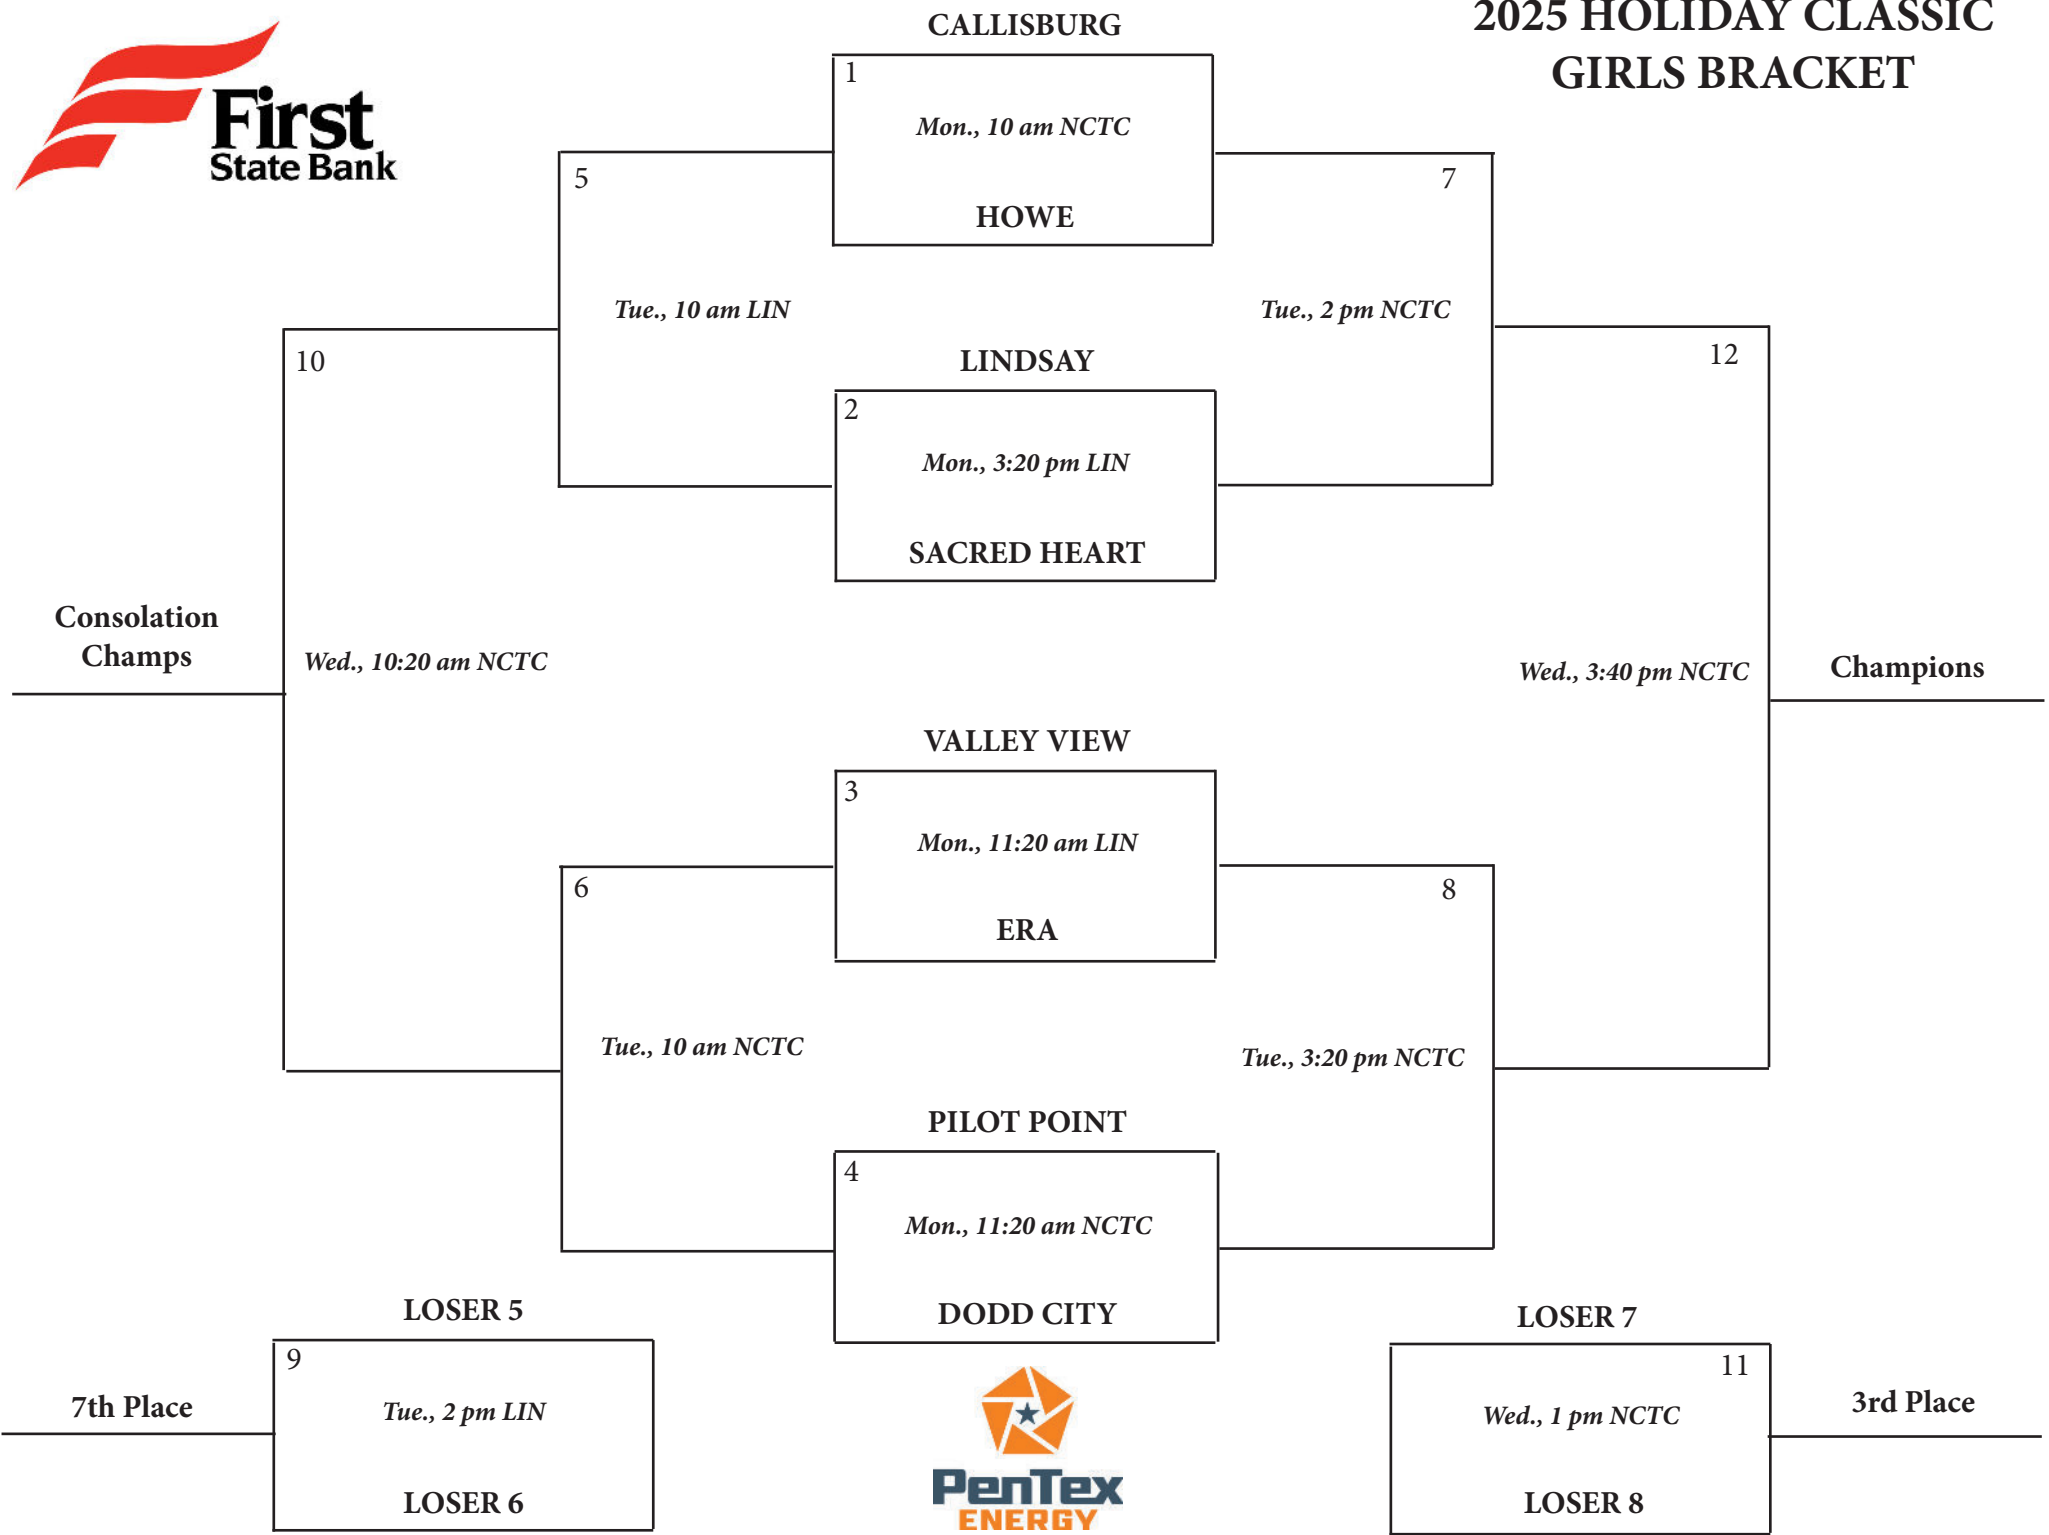 2025 HOLIDAY CLASSIC
GIRLS BRACKET
First
State Bank
CALLISBURG
1
Mon., 10 am NCTC
HOWE
5
Tue., 10 am LIN
7
Tue., 2 pm NCTC
LINDSAY
2
Mon., 3:20 pm LIN
SACRED HEART
10
Wed., 10:20 am NCTC
Consolation
Champs
12
Wed., 3:40 pm NCTC
Champions
VALLEY VIEW
3
Mon., 11:20 am LIN
ERA
6
Tue., 10 am NCTC
8
Tue., 3:20 pm NCTC
PILOT POINT
4
Mon., 11:20 am NCTC
DODD CITY
LOSER 5
9
Tue., 2 pm LIN
LOSER 6
7th Place
LOSER 7
11
Wed., 1 pm NCTC
LOSER 8
3rd Place
PenTex
ENERGY